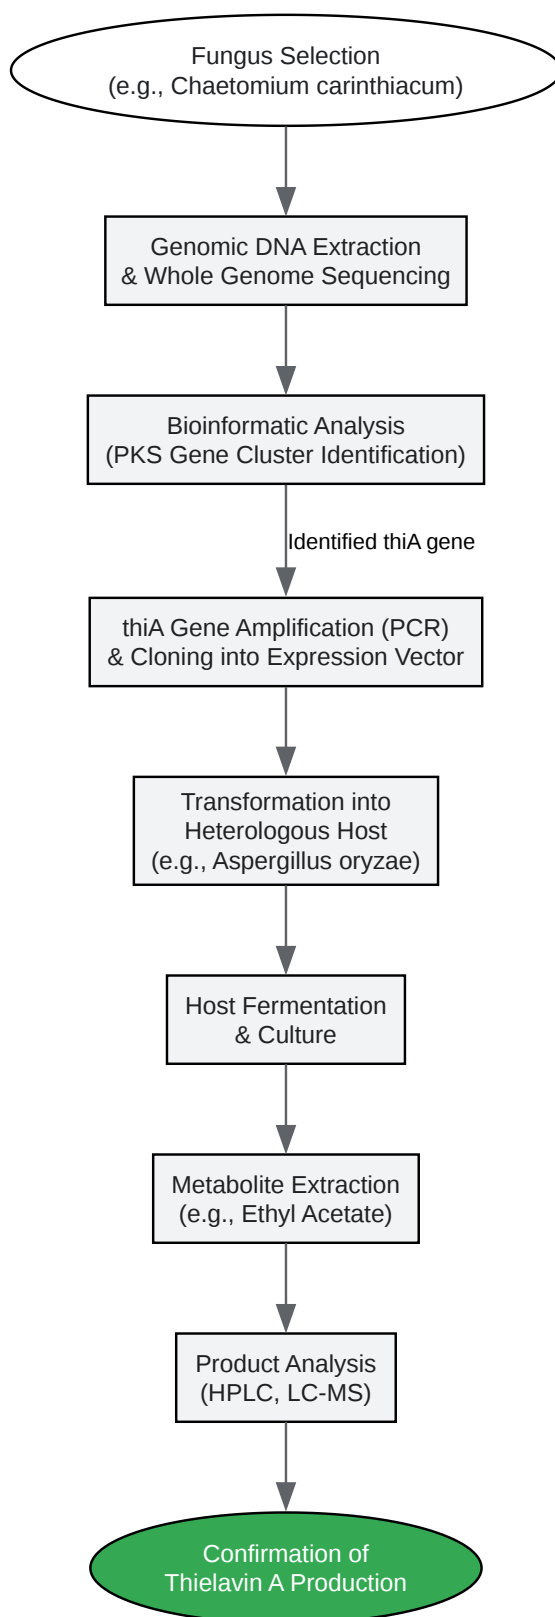 Fungus Selection
(e.g., Chaetomium carinthiacum)
Genomic DNA Extraction
& Whole Genome Sequencing
Bioinformatic Analysis
(PKS Gene Cluster Identification)
Identified thiA gene
thiA Gene Amplification (PCR)
& Cloning into Expression Vector
Transformation into
Heterologous Host
(e.g., Aspergillus oryzae)
Host Fermentation
& Culture
Metabolite Extraction
(e.g., Ethyl Acetate)
Product Analysis
(HPLC, LC-MS)
Confirmation of
Thielavin A Production